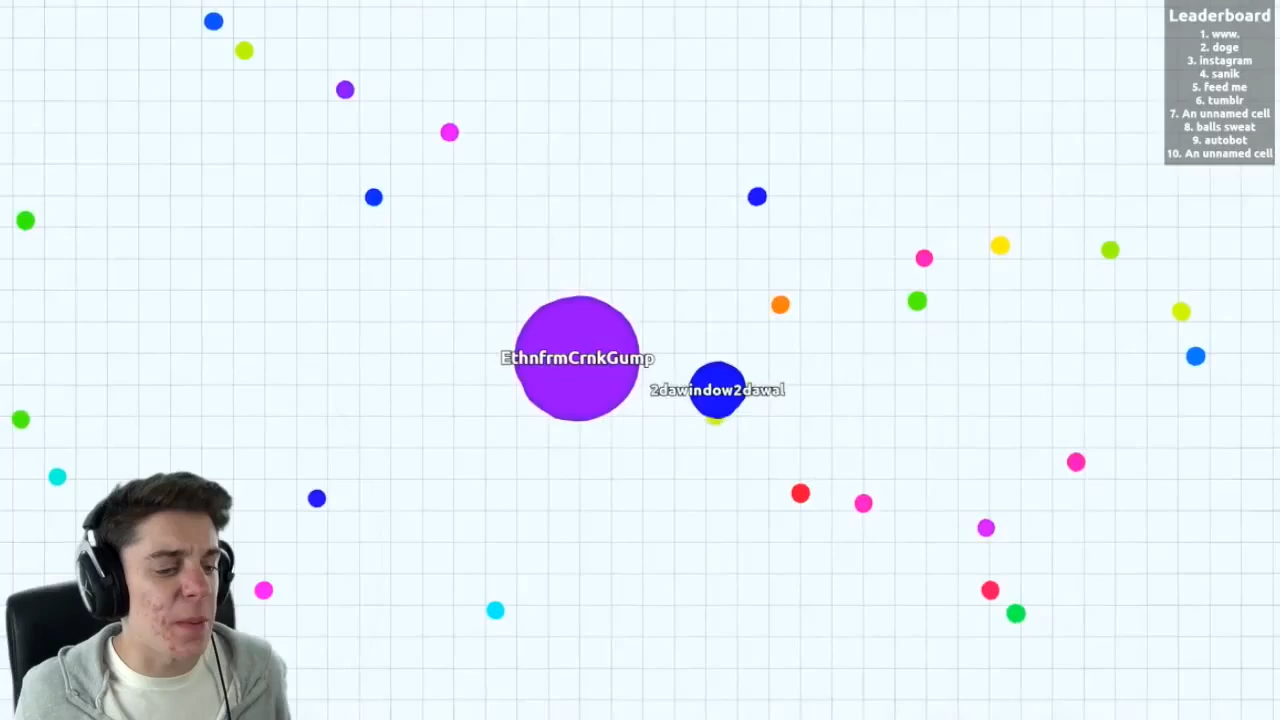 Leaderboard
1. www.
2. doge
3. instagram
4. sanik
5. feed me
6. tumblr
7. An unnamed cell
8. balls sweat
9. autobot
10. An unnamed cell
EthnfrmCrnkGump
2dawindow2dawal